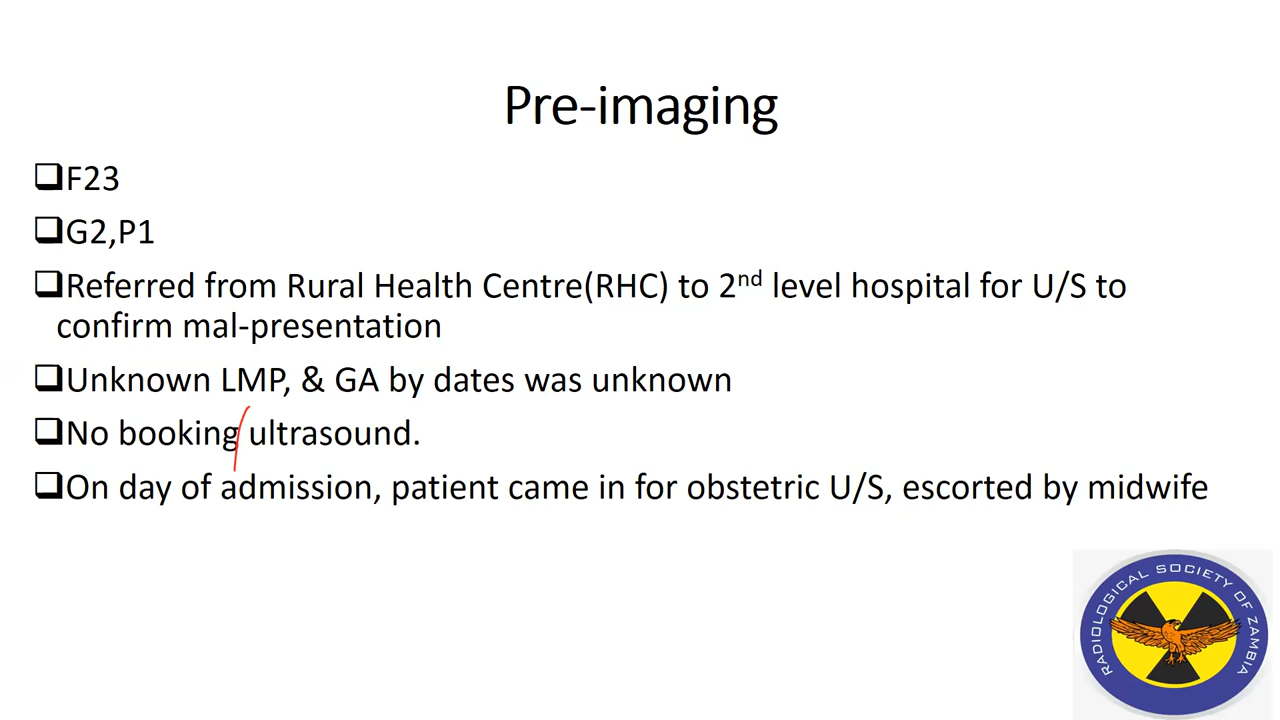 Pre-imaging
❑F23
❑G2,P1
❑Referred from Rural Health Centre(RHC) to 2nd level hospital for U/S to
confirm mal-presentation
❑Unknown LMP, & GA by dates was unknown
❑No booking ultrasound.
❑On day of admission, patient came in for obstetric U/S, escorted by midwife
RADIOLOGICAL SOCIETY OF ZAMBIA